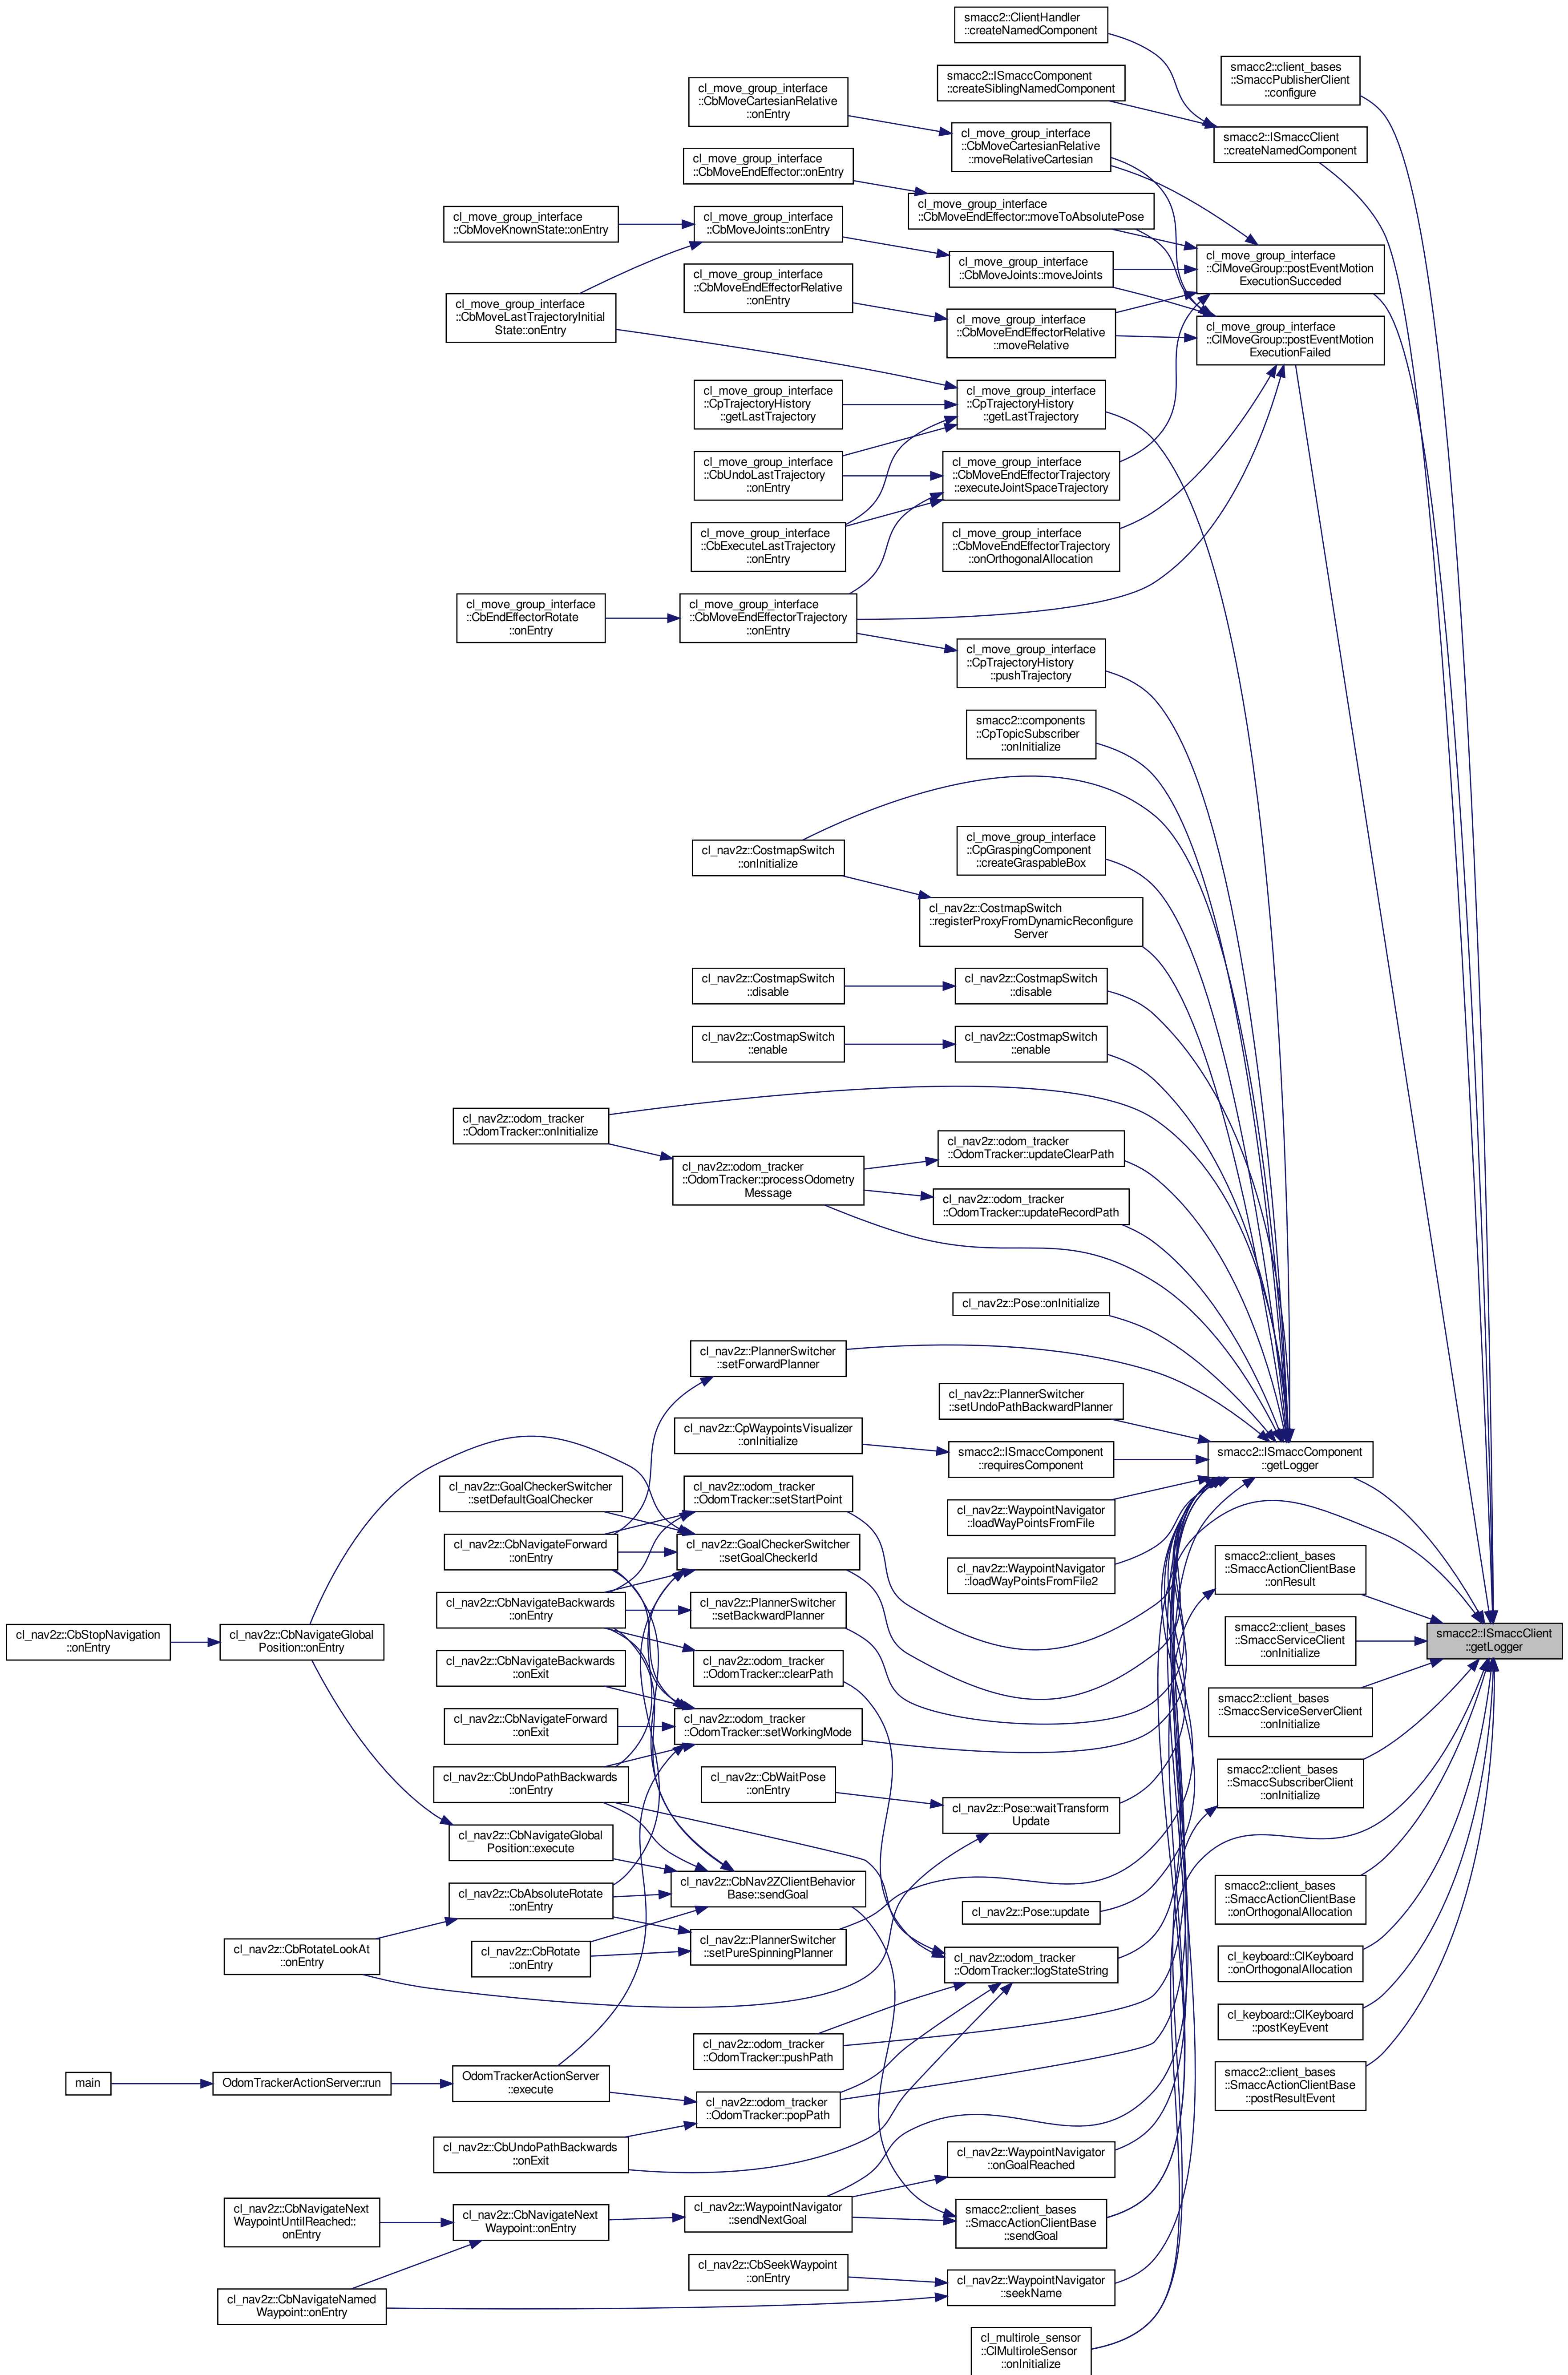 smacc2::ClientHandler
::createNamedComponent
smacc2::client_bases
::SmaccPublisherClient
::configure
smacc2::ISmaccComponent
::createSiblingNamedComponent
cl_move_group_interface
::CbMoveCartesianRelative
::onEntry
cl_move_group_interface
::CbMoveCartesianRelative
::moveRelativeCartesian
smacc2::ISmaccClient
::createNamedComponent
cl_move_group_interface
::CbMoveEndEffector::onEntry
cl_move_group_interface
::CbMoveEndEffector::moveToAbsolutePose
cl_move_group_interface
::CbMoveKnownState::onEntry
cl_move_group_interface
::CbMoveJoints::onEntry
cl_move_group_interface
::CbMoveJoints::moveJoints
cl_move_group_interface
::ClMoveGroup::postEventMotion
ExecutionSucceded
cl_move_group_interface
::CbMoveEndEffectorRelative
::onEntry
cl_move_group_interface
::CbMoveLastTrajectoryInitial
State::onEntry
cl_move_group_interface
::CbMoveEndEffectorRelative
::moveRelative
cl_move_group_interface
::ClMoveGroup::postEventMotion
ExecutionFailed
cl_move_group_interface
::CpTrajectoryHistory
::getLastTrajectory
cl_move_group_interface
::CpTrajectoryHistory
::getLastTrajectory
cl_move_group_interface
::CbUndoLastTrajectory
::onEntry
cl_move_group_interface
::CbMoveEndEffectorTrajectory
::executeJointSpaceTrajectory
cl_move_group_interface
::CbExecuteLastTrajectory
::onEntry
cl_move_group_interface
::CbMoveEndEffectorTrajectory
::onOrthogonalAllocation
cl_move_group_interface
::CbEndEffectorRotate
::onEntry
cl_move_group_interface
::CbMoveEndEffectorTrajectory
::onEntry
cl_move_group_interface
::CpTrajectoryHistory
::pushTrajectory
smacc2::components
::CpTopicSubscriber
::onInitialize
cl_nav2z::CostmapSwitch
::onInitialize
cl_move_group_interface
::CpGraspingComponent
::createGraspableBox
cl_nav2z::CostmapSwitch
::registerProxyFromDynamicReconfigure
Server
cl_nav2z::CostmapSwitch
::disable
cl_nav2z::CostmapSwitch
::disable
cl_nav2z::CostmapSwitch
::enable
cl_nav2z::CostmapSwitch
::enable
cl_nav2z::odom_tracker
::OdomTracker::onInitialize
cl_nav2z::odom_tracker
::OdomTracker::processOdometry
Message
cl_nav2z::odom_tracker
::OdomTracker::updateClearPath
cl_nav2z::odom_tracker
::OdomTracker::updateRecordPath
cl_nav2z::Pose::onInitialize
cl_nav2z::PlannerSwitcher
::setForwardPlanner
cl_nav2z::PlannerSwitcher
::setUndoPathBackwardPlanner
cl_nav2z::CpWaypointsVisualizer
::onInitialize
smacc2::ISmaccComponent
::requiresComponent
smacc2::ISmaccComponent
::getLogger
cl_nav2z::GoalCheckerSwitcher
::setDefaultGoalChecker
cl_nav2z::odom_tracker
::OdomTracker::setStartPoint
cl_nav2z::WaypointNavigator
::loadWayPointsFromFile
cl_nav2z::CbNavigateForward
::onEntry
cl_nav2z::GoalCheckerSwitcher
::setGoalCheckerId
cl_nav2z::WaypointNavigator
::loadWayPointsFromFile2
smacc2::client_bases
::SmaccActionClientBase
::onResult
cl_nav2z::CbNavigateBackwards
::onEntry
cl_nav2z::PlannerSwitcher
::setBackwardPlanner
cl_nav2z::CbStopNavigation
::onEntry
cl_nav2z::CbNavigateGlobal
Position::onEntry
smacc2::client_bases
::SmaccServiceClient
::onInitialize
smacc2::ISmaccClient
::getLogger
cl_nav2z::CbNavigateBackwards
::onExit
cl_nav2z::odom_tracker
::OdomTracker::clearPath
smacc2::client_bases
::SmaccServiceServerClient
::onInitialize
cl_nav2z::CbNavigateForward
::onExit
cl_nav2z::odom_tracker
::OdomTracker::setWorkingMode
cl_nav2z::CbUndoPathBackwards
::onEntry
cl_nav2z::CbWaitPose
::onEntry
smacc2::client_bases
::SmaccSubscriberClient
::onInitialize
cl_nav2z::Pose::waitTransform
Update
cl_nav2z::CbNavigateGlobal
Position::execute
cl_nav2z::CbNav2ZClientBehavior
Base::sendGoal
cl_nav2z::CbAbsoluteRotate
::onEntry
cl_nav2z::Pose::update
smacc2::client_bases
::SmaccActionClientBase
::onOrthogonalAllocation
cl_nav2z::CbRotateLookAt
::onEntry
cl_nav2z::CbRotate
::onEntry
cl_nav2z::PlannerSwitcher
::setPureSpinningPlanner
cl_nav2z::odom_tracker
::OdomTracker::logStateString
cl_keyboard::ClKeyboard
::onOrthogonalAllocation
cl_nav2z::odom_tracker
::OdomTracker::pushPath
cl_keyboard::ClKeyboard
::postKeyEvent
main
OdomTrackerActionServer::run
OdomTrackerActionServer
::execute
cl_nav2z::odom_tracker
::OdomTracker::popPath
smacc2::client_bases
::SmaccActionClientBase
::postResultEvent
cl_nav2z::CbUndoPathBackwards
::onExit
cl_nav2z::WaypointNavigator
::onGoalReached
cl_nav2z::CbNavigateNext
WaypointUntilReached::
onEntry
cl_nav2z::CbNavigateNext
Waypoint::onEntry
cl_nav2z::WaypointNavigator
::sendNextGoal
smacc2::client_bases
::SmaccActionClientBase
::sendGoal
cl_nav2z::CbSeekWaypoint
::onEntry
cl_nav2z::CbNavigateNamed
Waypoint::onEntry
cl_nav2z::WaypointNavigator
::seekName
cl_multirole_sensor
::ClMultiroleSensor
::onInitialize